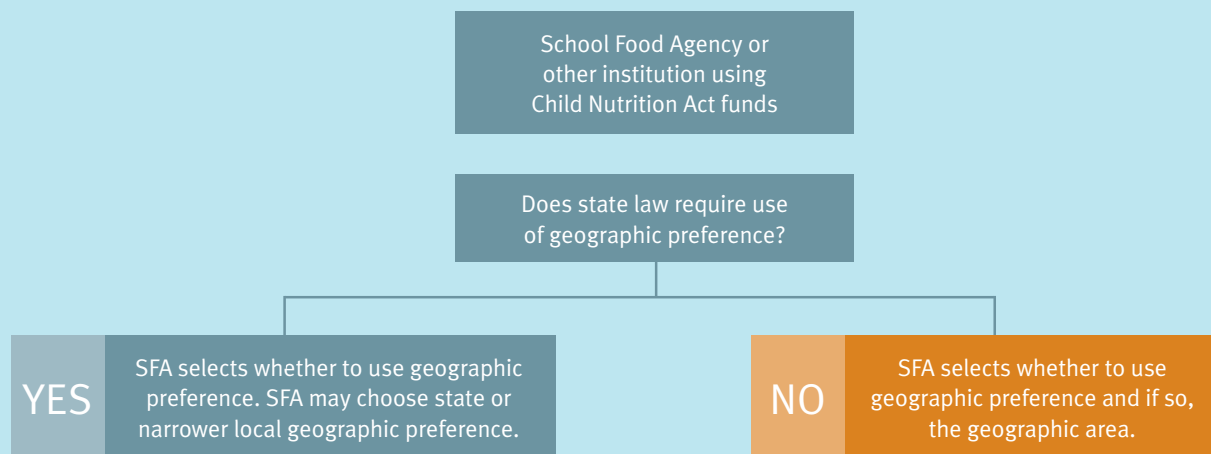 School Food Agency or
other institution using
Child Nutrition Act funds
Does state law require use
of geographic preference?
YES
SFA selects whether to use geographic
preference. SFA may choose state or
narrower local geographic preference.
NO
SFA selects whether to use
geographic preference and if so,
the geographic area.